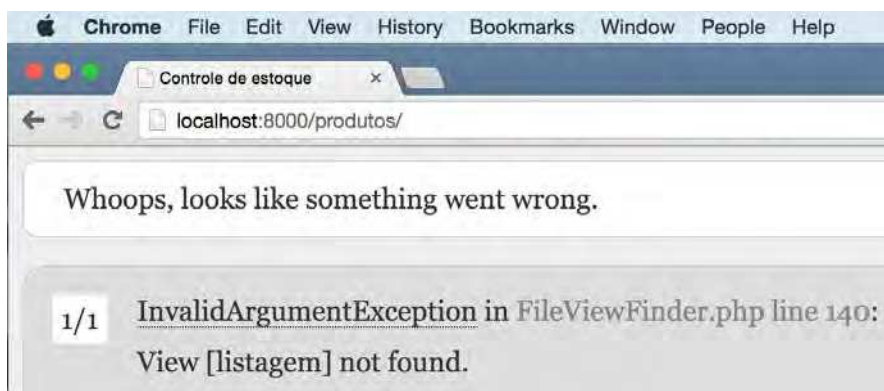 Chrome File Edit View History Bookmarks Window People Help
Controle de estoque ×
localhost:8000/produtos/
Whoops, looks like something went wrong.
1/1 InvalidArgumentException in FileViewFinder.php line 140:
View [listagem] not found.